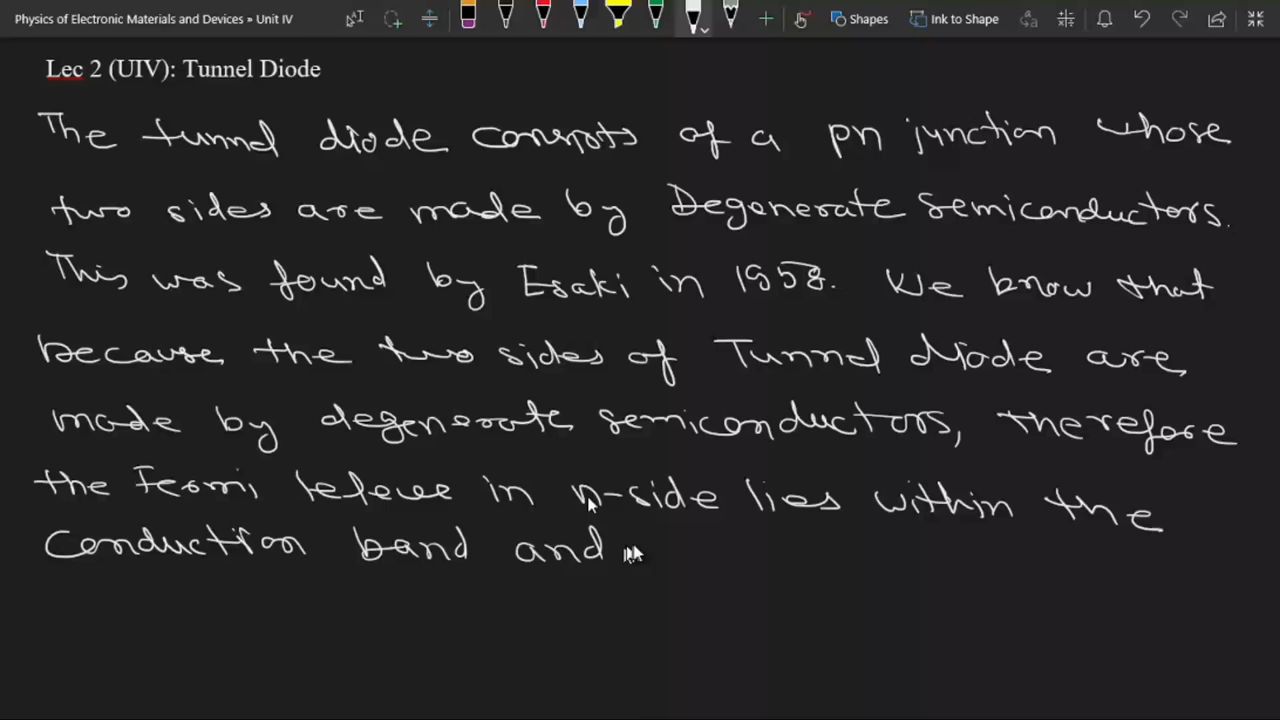 Physics of Electronic Materials and Devices » Unit IV
Shapes
Ink to Shape
Lec 2 (UIV): Tunnel Diode
The tunnel diode consists of a pn junction whose
two sides are made by Degenerate semiconductors.
This was found by Esaki in 1958. We know that
because the two sides of Tunnel Diode are
made by degenerate semiconductors, therefore
the Fermi in n-side lies within the
conduction band and